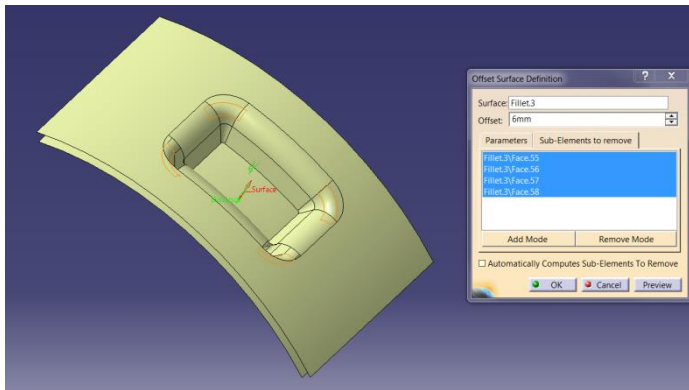 Offset Surface Definition
? X
Surface: Fillet.3
Offset: 6mm
Parameters Sub-Elements to remove
Fillet.3\Face.55
Fillet.3\Face.56
Fillet.3\Face.57
Fillet.3\Face.58
Add Mode Remove Mode
Automatically Computes Sub-Elements To Remove
OK Cancel Preview
Surface